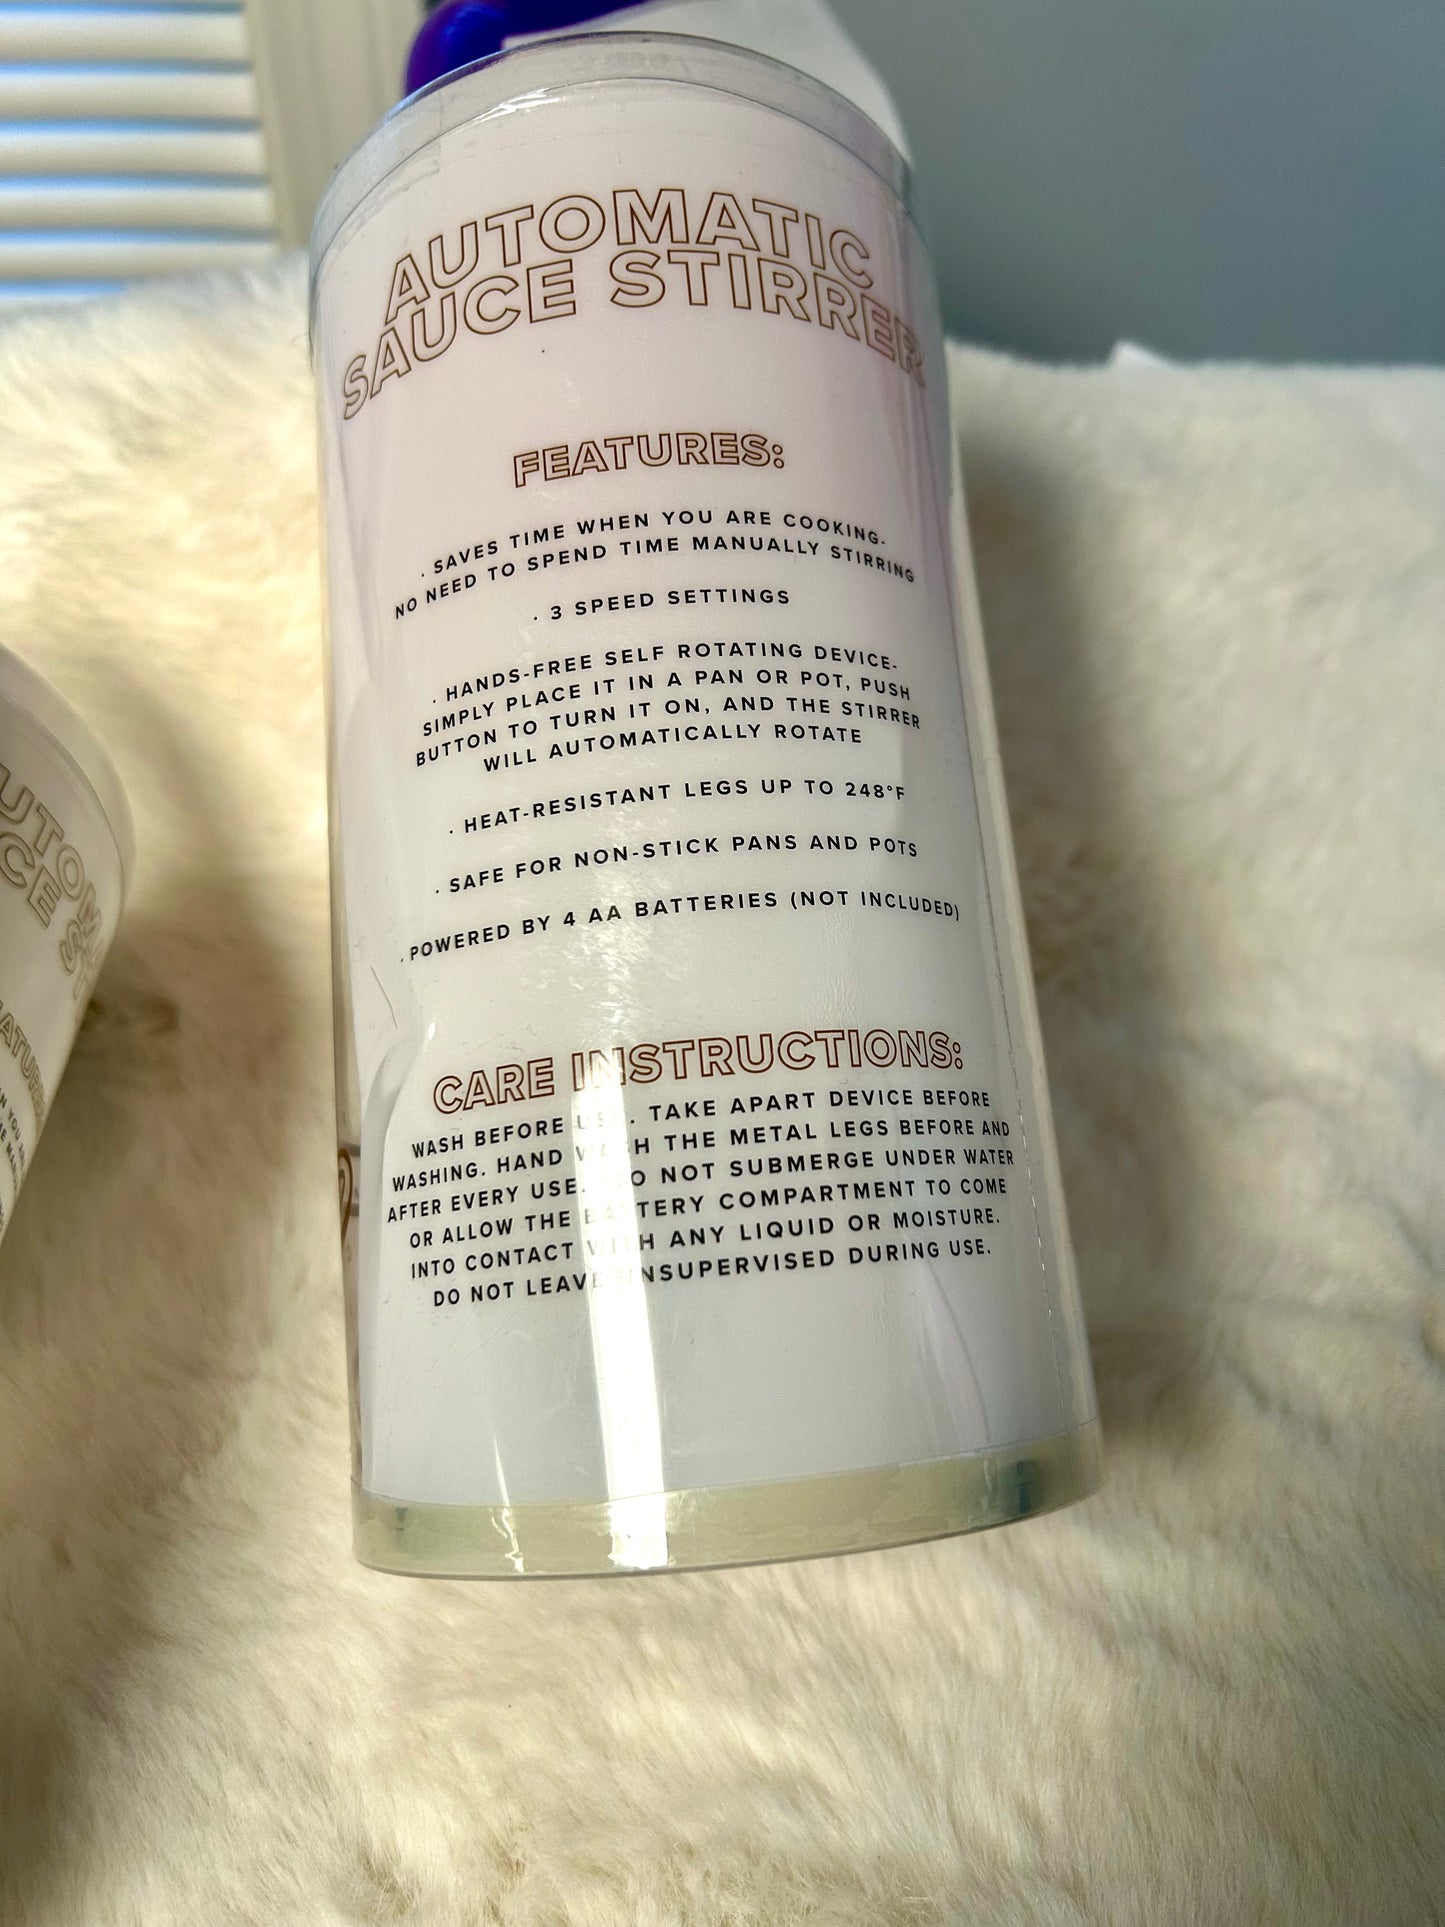 AUTOMATIC
SAUCE STIRRER
FEATURES:
. SAVES TIME WHEN YOU ARE COOKING-
NO NEED TO SPEND TIME MANUALLY STIRRING
. 3 SPEED SETTINGS
. HANDS-FREE SELF ROTATING DEVICE-
SIMPLY PLACE IT IN A PAN OR POT, PUSH
BUTTON TO TURN IT ON, AND THE STIRRER
WILL AUTOMATICALLY ROTATE
. HEAT-RESISTANT LEGS UP TO 248°F
. SAFE FOR NON-STICK PANS AND POTS
. POWERED BY 4 AA BATTERIES (NOT INCLUDED)
CARE INSTRUCTIONS:
WASH BEFORE USE. TAKE APART DEVICE BEFORE
WASHING. HAND WASH THE METAL LEGS BEFORE AND
AFTER EVERY USE. DO NOT SUBMERGE UNDER WATER
OR ALLOW THE BATTERY COMPARTMENT TO COME
INTO CONTACT WITH ANY LIQUID OR MOISTURE.
DO NOT LEAVE UNSUPERVISED DURING USE.